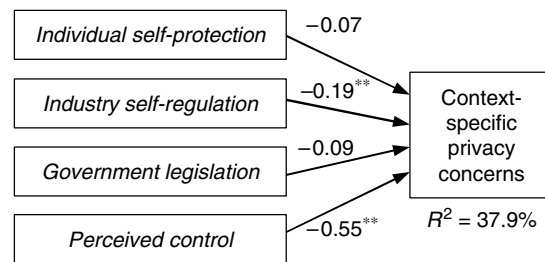 Individual self-protection
−0.07
Industry self-regulation
−0.19**
Government legislation
−0.09
Perceived control
−0.55**
Context-
specific
privacy
concerns
R² = 37.9%